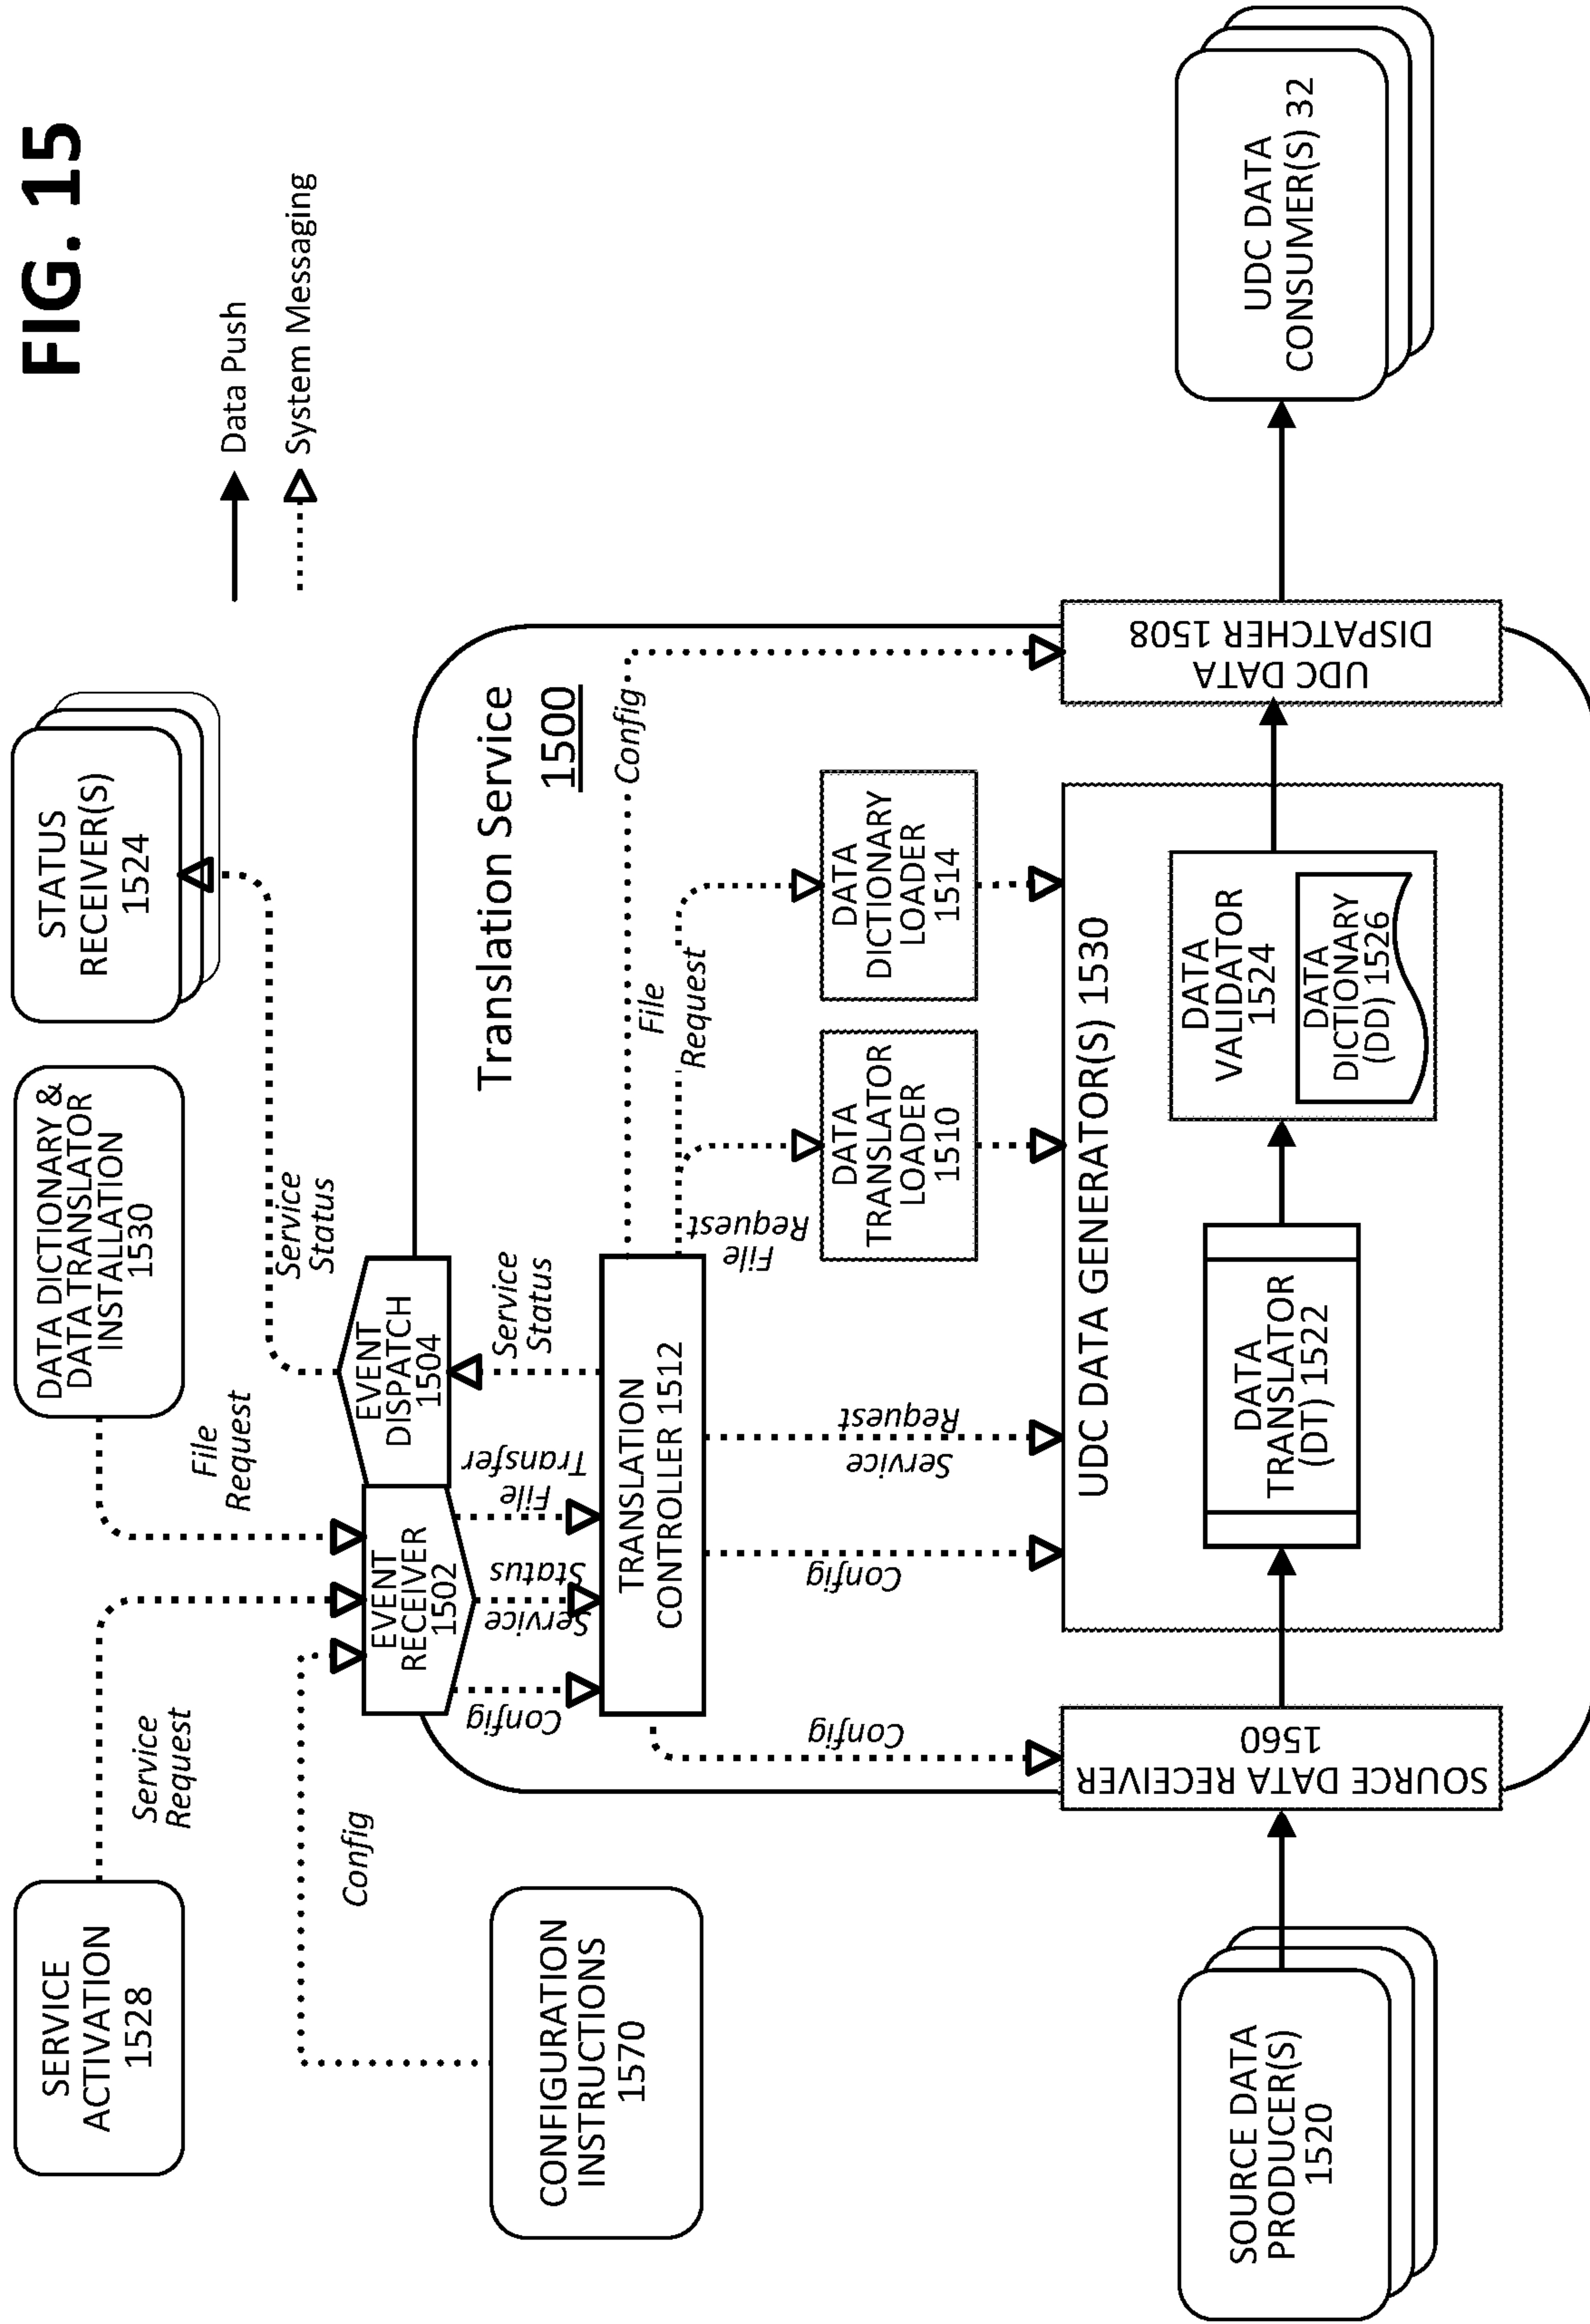 FIG. 15
Data Push
System Messaging
SERVICE
ACTIVATION
1528
Service
Request
DATA DICTIONARY &
DATA TRANSLATOR
INSTALLATION
1530
File
Request
STATUS
RECEIVER(S)
1524
Service
Status
Config
CONFIGURATION
INSTRUCTIONS
1570
EVENT
RECEIVER
1502
EVENT
DISPATCH
1504
Translation Service
1500
Config
Service
Status
File
Transfer
Service
Status
TRANSLATION
CONTROLLER 1512
Config
File
Request
File
Request
Config
Config
Service
Request
DATA
TRANSLATOR
LOADER
1510
DATA
DICTIONARY
LOADER
1514
SOURCE DATA
PRODUCER(S)
1520
SOURCE DATA RECEIVER
1560
UDC DATA GENERATOR(S) 1530
DATA
TRANSLATOR
(DT) 1522
DATA
VALIDATOR
1524
DATA
DICTIONARY
(DD) 1526
UDC DATA
DISPATCHER 1508
UDC DATA
CONSUMER(S) 32